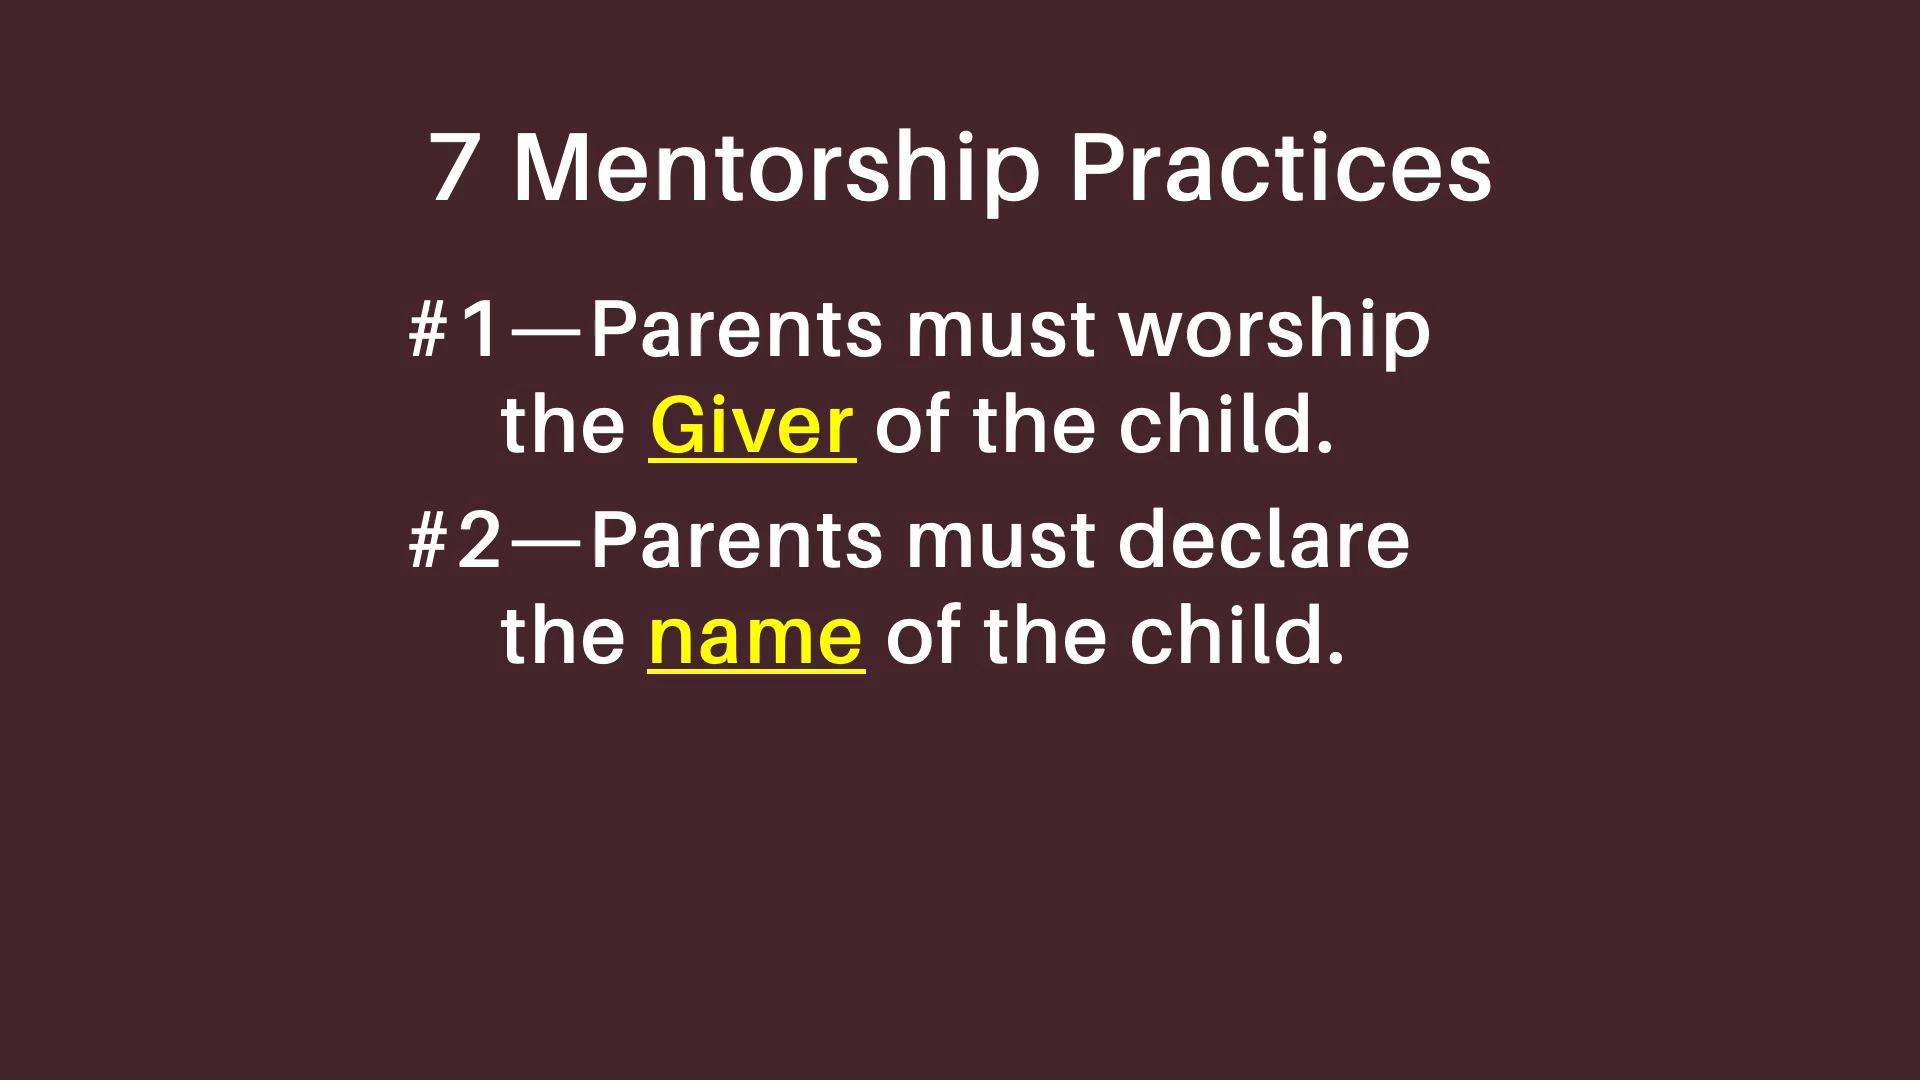 7 Mentorship Practices
#1—Parents must worship
the Giver of the child.
#2—Parents must declare
the name of the child.